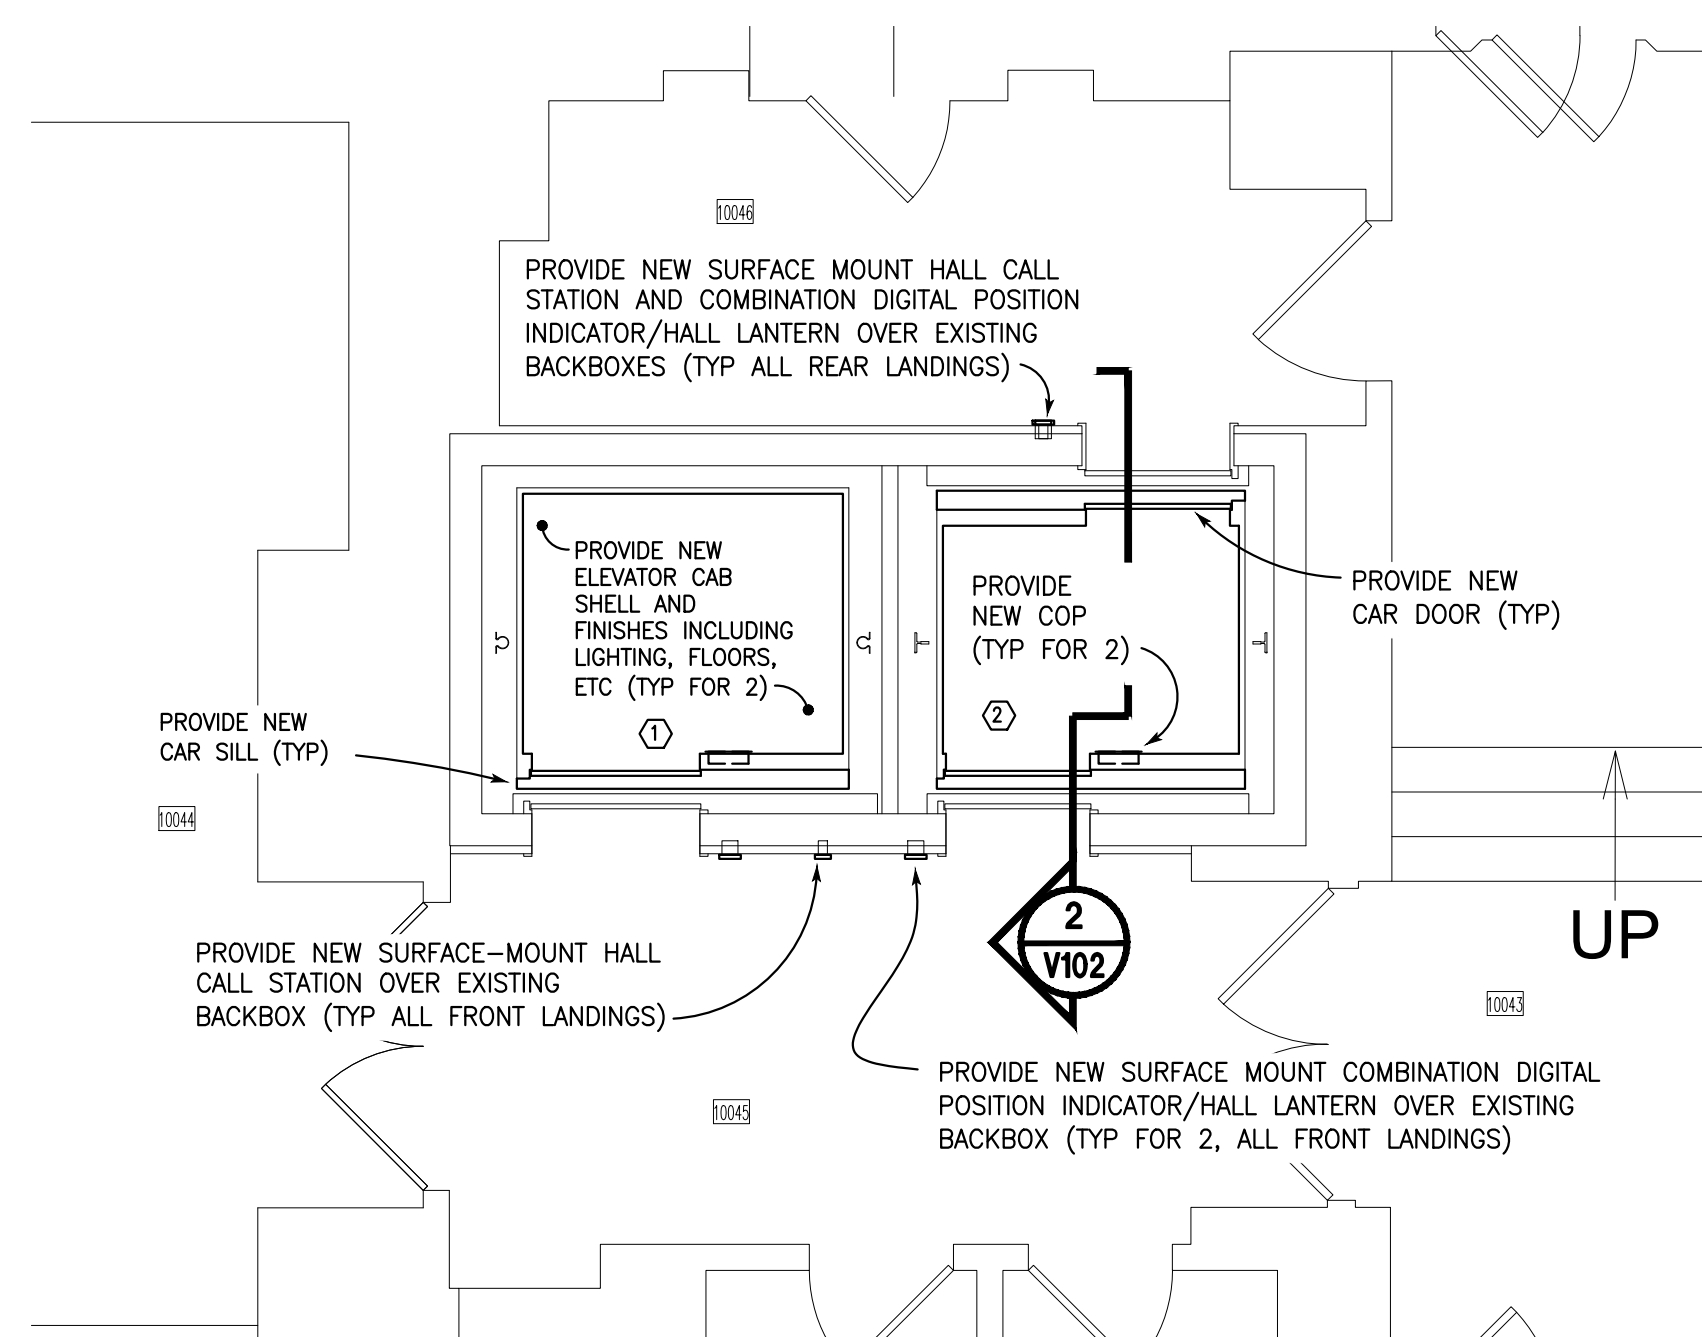 10046
PROVIDE NEW SURFACE MOUNT HALL CALL
STATION AND COMBINATION DIGITAL POSITION
INDICATOR/HALL LANTERN OVER EXISTING
BACKBOXES (TYP ALL REAR LANDINGS)
PROVIDE NEW
ELEVATOR CAB
SHELL AND
FINISHES INCLUDING
LIGHTING, FLOORS,
ETC (TYP FOR 2)
1
PROVIDE
NEW COP
(TYP FOR 2)
2
PROVIDE NEW
CAR DOOR (TYP)
PROVIDE NEW
CAR SILL (TYP)
10044
2
V102
UP
PROVIDE NEW SURFACE-MOUNT HALL
CALL STATION OVER EXISTING
BACKBOX (TYP ALL FRONT LANDINGS)
10043
PROVIDE NEW SURFACE MOUNT COMBINATION DIGITAL
POSITION INDICATOR/HALL LANTERN OVER EXISTING
BACKBOX (TYP FOR 2, ALL FRONT LANDINGS)
10045